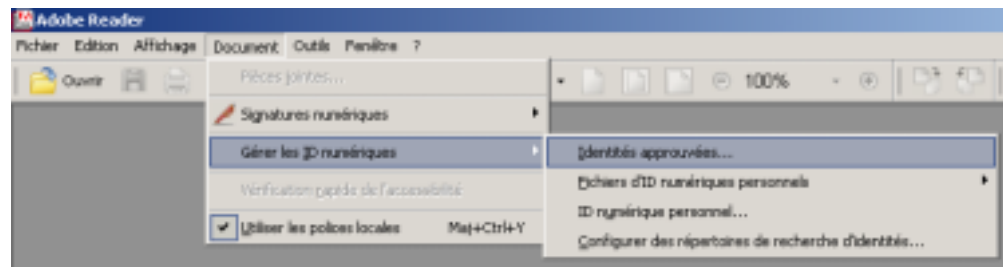 Adobe Reader
Fichier Edition Affichage Document Outils Fenêtre ?
Ouvrir 100%
Pièces jointes...
Signatures numériques
Gérer les ID numériques
Identités approuvées...
Fichiers d'ID numériques personnels
Vérification rapide de l'accessibilité
ID numérique personnel...
Utiliser les polices locales Maj+Ctrl+Y
Configurer des répertoires de recherche d'identités...